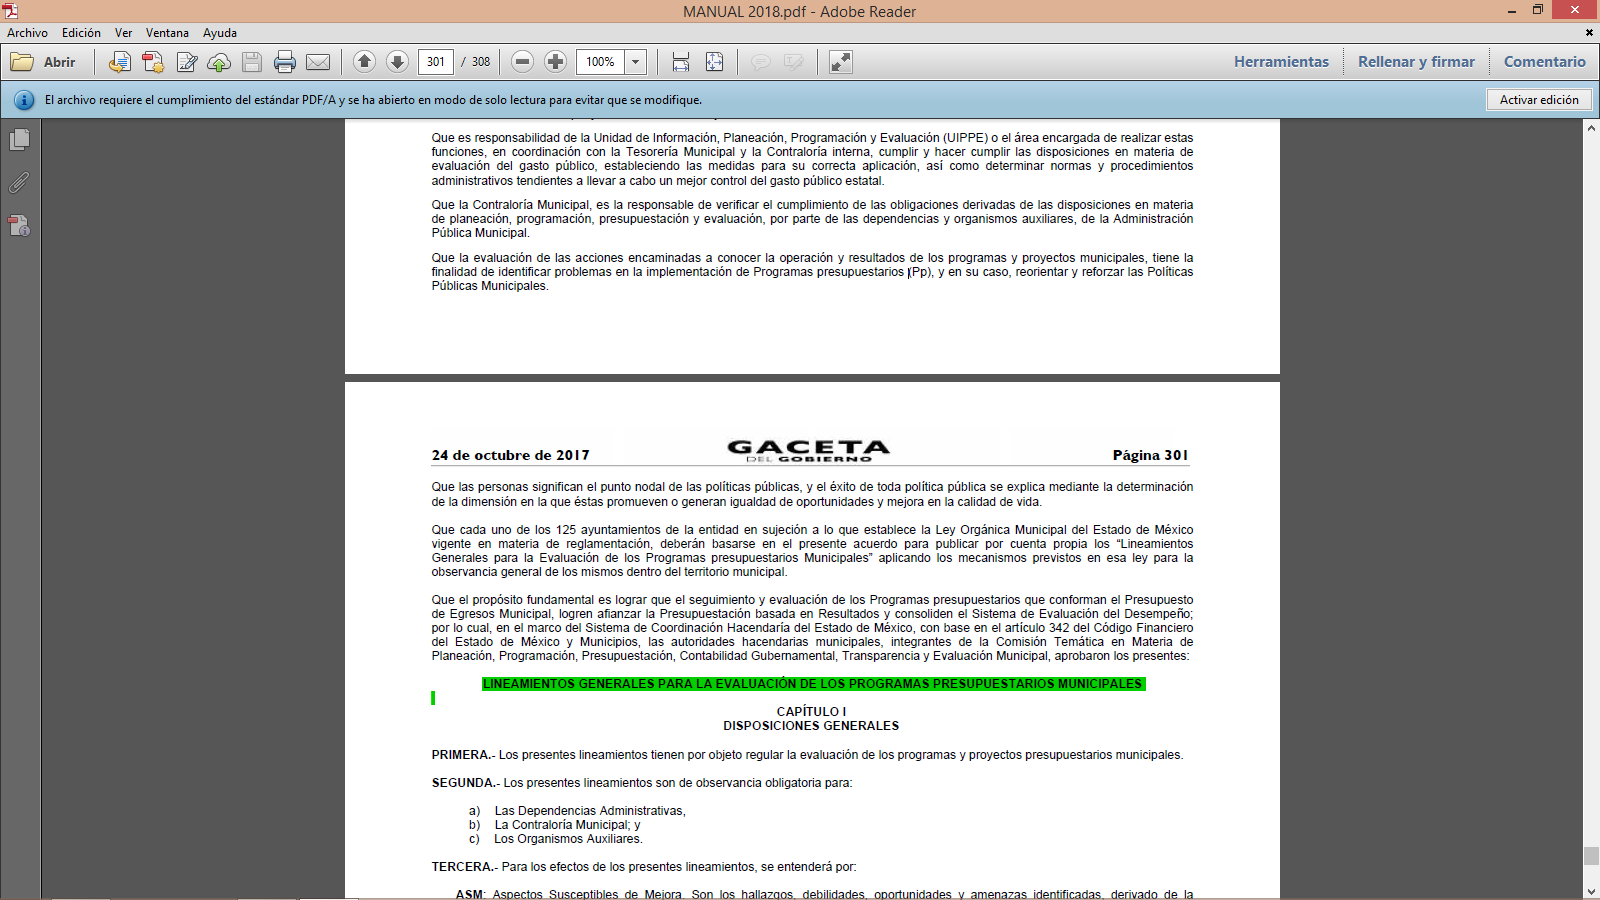 MANUAL 2018.pdf - Adobe Reader
Archivo Edición Ver Ventana Ayuda
Abrir 301 / 308 100% Herramientas Rellenar y firmar Comentario
El archivo requiere el cumplimiento del estándar PDF/A y se ha abierto en modo de solo lectura para evitar que se modifique. Activar edición
Que es responsabilidad de la Unidad de Información, Planeación, Programación y Evaluación (UIPPE) o el área encargada de realizar estas
funciones, en coordinación con la Tesorería Municipal y la Contraloría interna, cumplir y hacer cumplir las disposiciones en materia de
evaluación del gasto público, estableciendo las medidas para su correcta aplicación, así como determinar normas y procedimientos
administrativos tendientes a llevar a cabo un mejor control del gasto público estatal.
Que la Contraloría Municipal, es la responsable de verificar el cumplimiento de las obligaciones derivadas de las disposiciones en materia
de planeación, programación, presupuestación y evaluación, por parte de las dependencias y organismos auxiliares, de la Administración
Pública Municipal.
Que la evaluación de las acciones encaminadas a conocer la operación y resultados de los programas y proyectos municipales, tiene la
finalidad de identificar problemas en la implementación de Programas presupuestarios (Pp), y en su caso, reorientar y reforzar las Políticas
Públicas Municipales.
24 de octubre de 2017 GACETA DEL GOBIERNO Página 301
Que las personas significan el punto nodal de las políticas públicas, y el éxito de toda política pública se explica mediante la determinación
de la dimensión en la que éstas promueven o generan igualdad de oportunidades y mejora en la calidad de vida.
Que cada uno de los 125 ayuntamientos de la entidad en sujeción a lo que establece la Ley Orgánica Municipal del Estado de México
vigente en materia de reglamentación, deberán basarse en el presente acuerdo para publicar por cuenta propia los “Lineamientos
Generales para la Evaluación de los Programas presupuestarios Municipales” aplicando los mecanismos previstos en esa ley para la
observancia general de los mismos dentro del territorio municipal.
Que el propósito fundamental es lograr que el seguimiento y evaluación de los Programas presupuestarios que conforman el Presupuesto
de Egresos Municipal, logren afianzar la Presupuestación basada en Resultados y consoliden el Sistema de Evaluación del Desempeño;
por lo cual, en el marco del Sistema de Coordinación Hacendaría del Estado de México, con base en el artículo 342 del Código Financiero
del Estado de México y Municipios, las autoridades hacendarias municipales, integrantes de la Comisión Temática en Materia de
Planeación, Programación, Presupuestación, Contabilidad Gubernamental, Transparencia y Evaluación Municipal, aprobaron los presentes:
LINEAMIENTOS GENERALES PARA LA EVALUACIÓN DE LOS PROGRAMAS PRESUPUESTARIOS MUNICIPALES
CAPÍTULO I
DISPOSICIONES GENERALES
PRIMERA.- Los presentes lineamientos tienen por objeto regular la evaluación de los programas y proyectos presupuestarios municipales.
SEGUNDA.- Los presentes lineamientos son de observancia obligatoria para:
a) Las Dependencias Administrativas,
b) La Contraloría Municipal; y
c) Los Organismos Auxiliares.
TERCERA.- Para los efectos de los presentes lineamientos, se entenderá por:
ASM: Aspectos Susceptibles de Mejora. Son los hallazgos, debilidades, oportunidades y amenazas identificadas, derivado de la